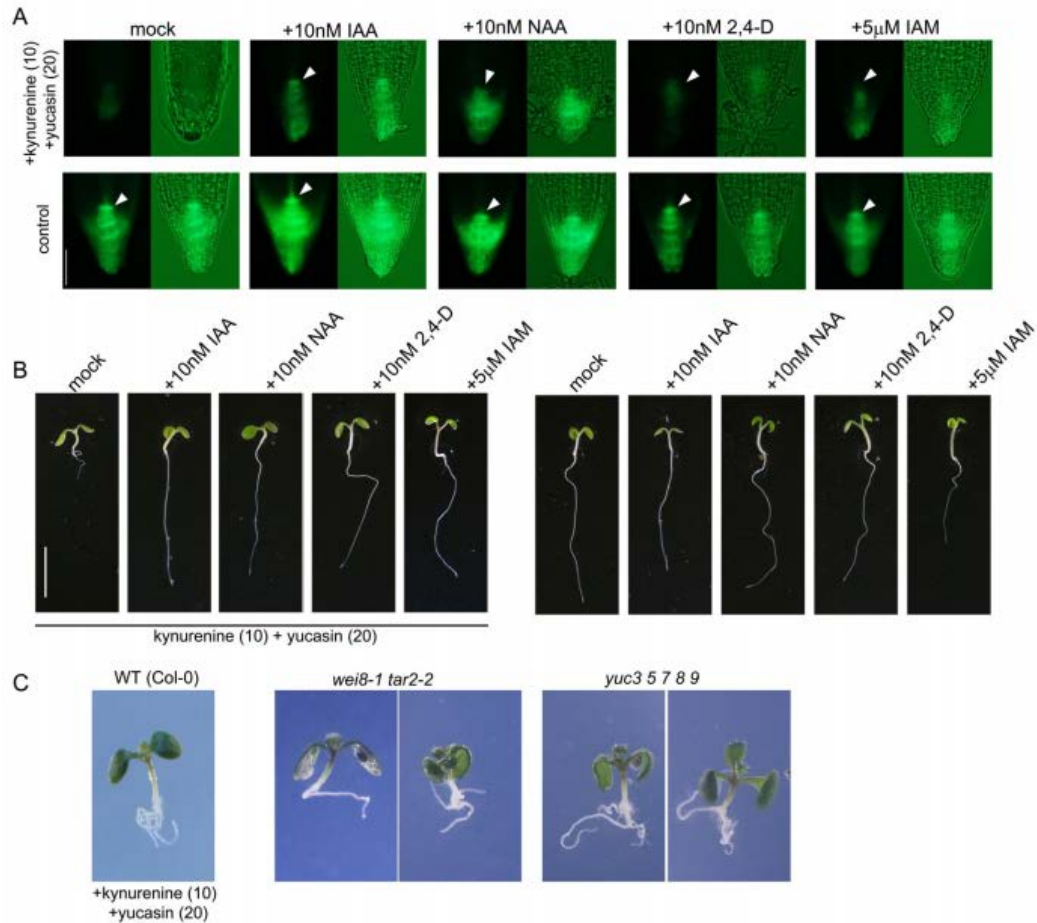 A
mock
+10nM IAA
+10nM NAA
+10nM 2,4-D
+5μM IAM
+kynurenine (10)
+yucasin (20)
control
B
mock
+10nM IAA
+10nM NAA
+10nM 2,4-D
+5μM IAM
mock
+10nM IAA
+10nM NAA
+10nM 2,4-D
+5μM IAM
kynurenine (10) + yucasin (20)
C
WT (Col-0)
wei8-1 tar2-2
yuc3 5 7 8 9
+kynurenine (10)
+yucasin (20)